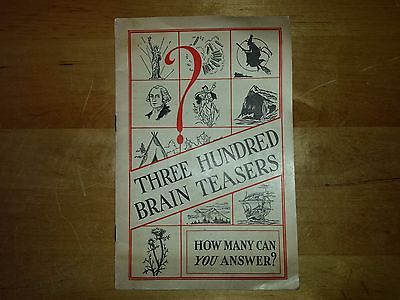 ?
THREE HUNDRED
BRAIN TEASERS
HOW MANY CAN
YOU ANSWER?